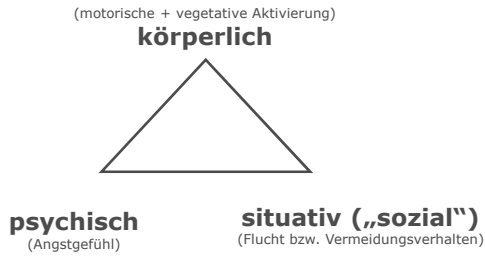 (motorische + vegetative Aktivierung)
körperlich
psychisch
(Angstgefühl)
situativ („sozial“)
(Flucht bzw. Vermeidungsverhalten)